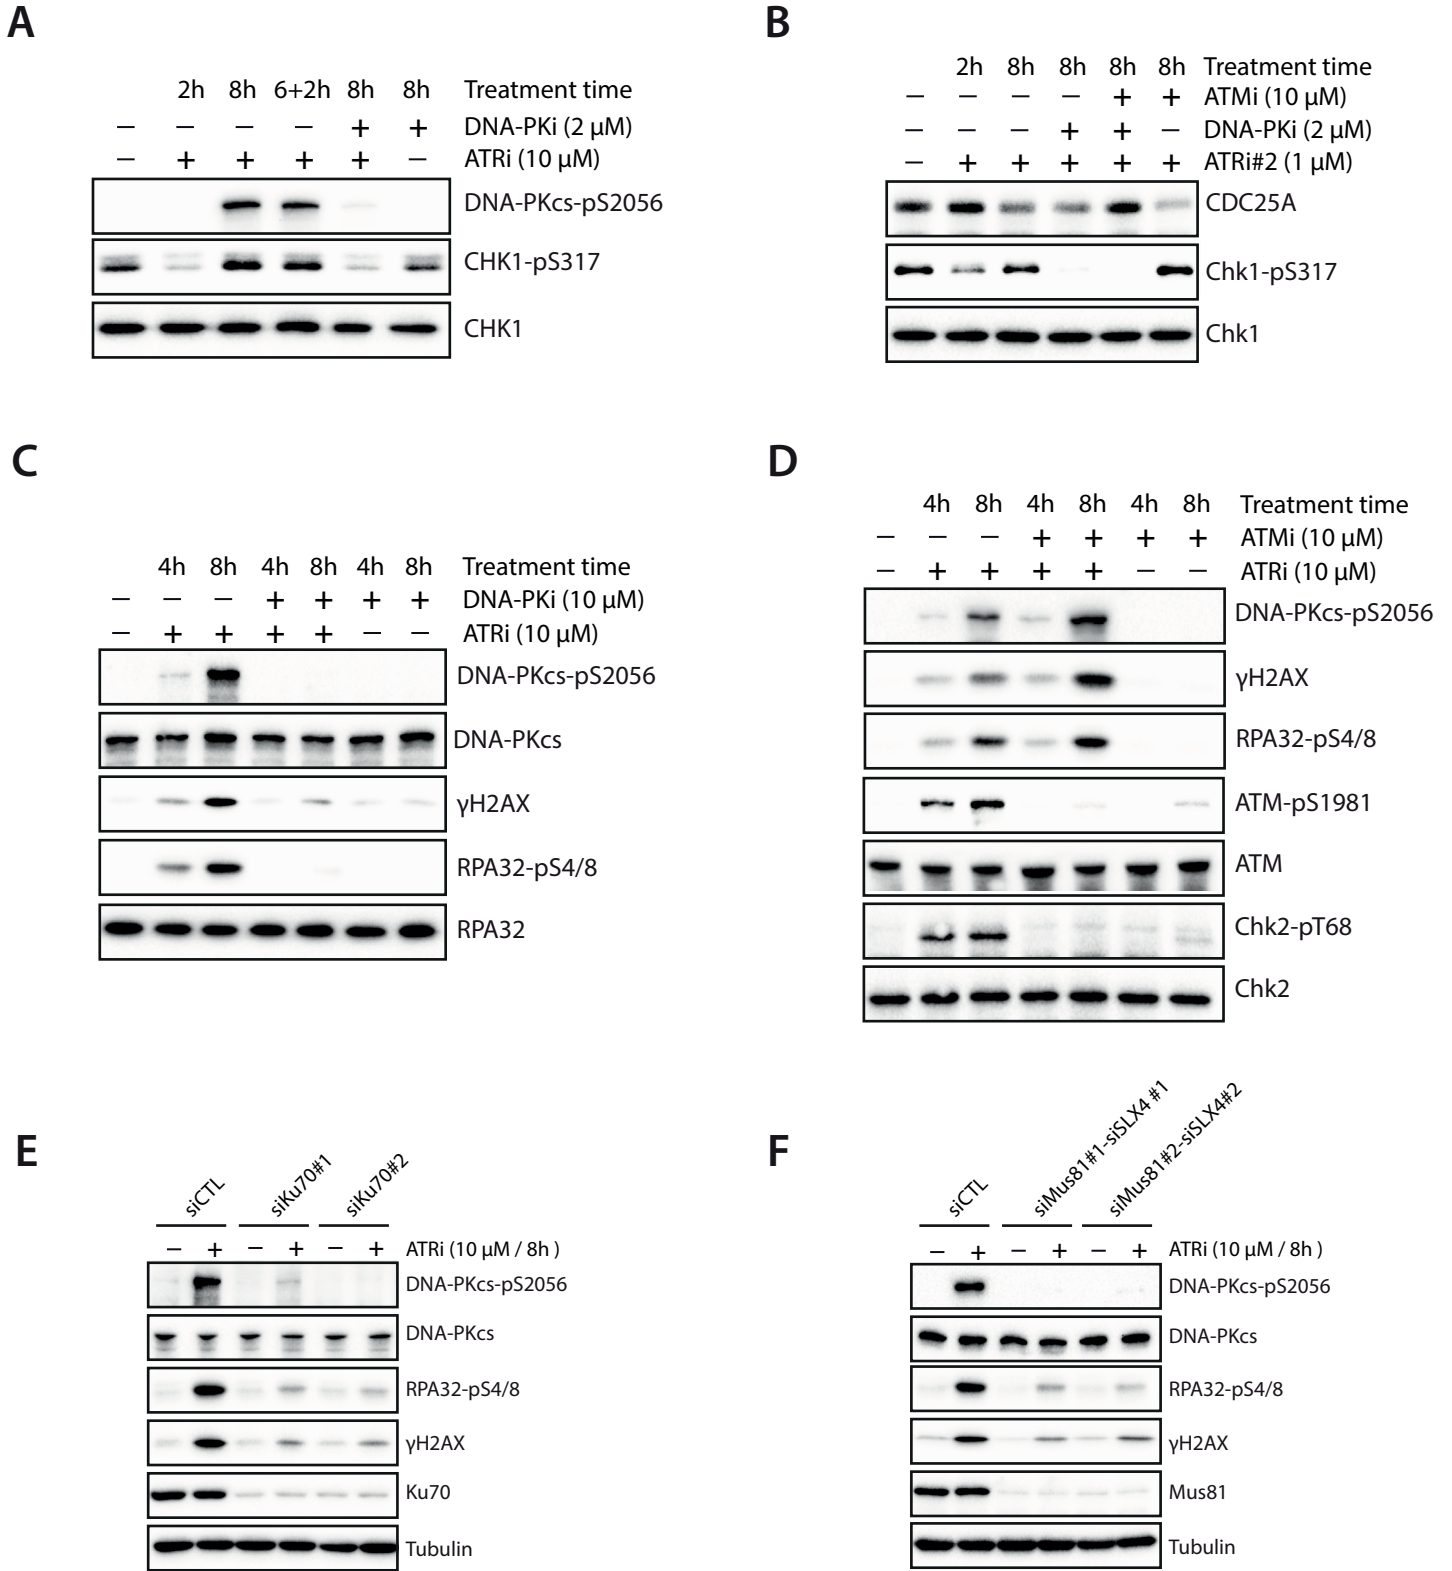 A
2h 8h 6+2h 8h 8h Treatment time
− − − − + + DNA-PKi (2 µM)
− + + + + − ATRi (10 µM)
DNA-PKcs-pS2056
CHK1-pS317
CHK1
B
2h 8h 8h 8h 8h Treatment time
− − − − + + ATMi (10 µM)
− − − + + − DNA-PKi (2 µM)
− + + + + + ATRi#2 (1 µM)
CDC25A
Chk1-pS317
Chk1
C
4h 8h 4h 8h 4h 8h Treatment time
− − − + + + + DNA-PKi (10 µM)
− + + + + − − ATRi (10 µM)
DNA-PKcs-pS2056
DNA-PKcs
γH2AX
RPA32-pS4/8
RPA32
D
4h 8h 4h 8h 4h 8h Treatment time
− − − + + + + ATMi (10 µM)
− + + + + − − ATRi (10 µM)
DNA-PKcs-pS2056
γH2AX
RPA32-pS4/8
ATM-pS1981
ATM
Chk2-pT68
Chk2
E
siCTL siKu70#1 siKu70#2
− + − + − + ATRi (10 µM / 8h )
DNA-PKcs-pS2056
DNA-PKcs
RPA32-pS4/8
γH2AX
Ku70
Tubulin
F
siCTL siMus81#1-siSLX4 #1 siMus81#2-siSLX4#2
− + − + − + ATRi (10 µM / 8h )
DNA-PKcs-pS2056
DNA-PKcs
RPA32-pS4/8
γH2AX
Mus81
Tubulin